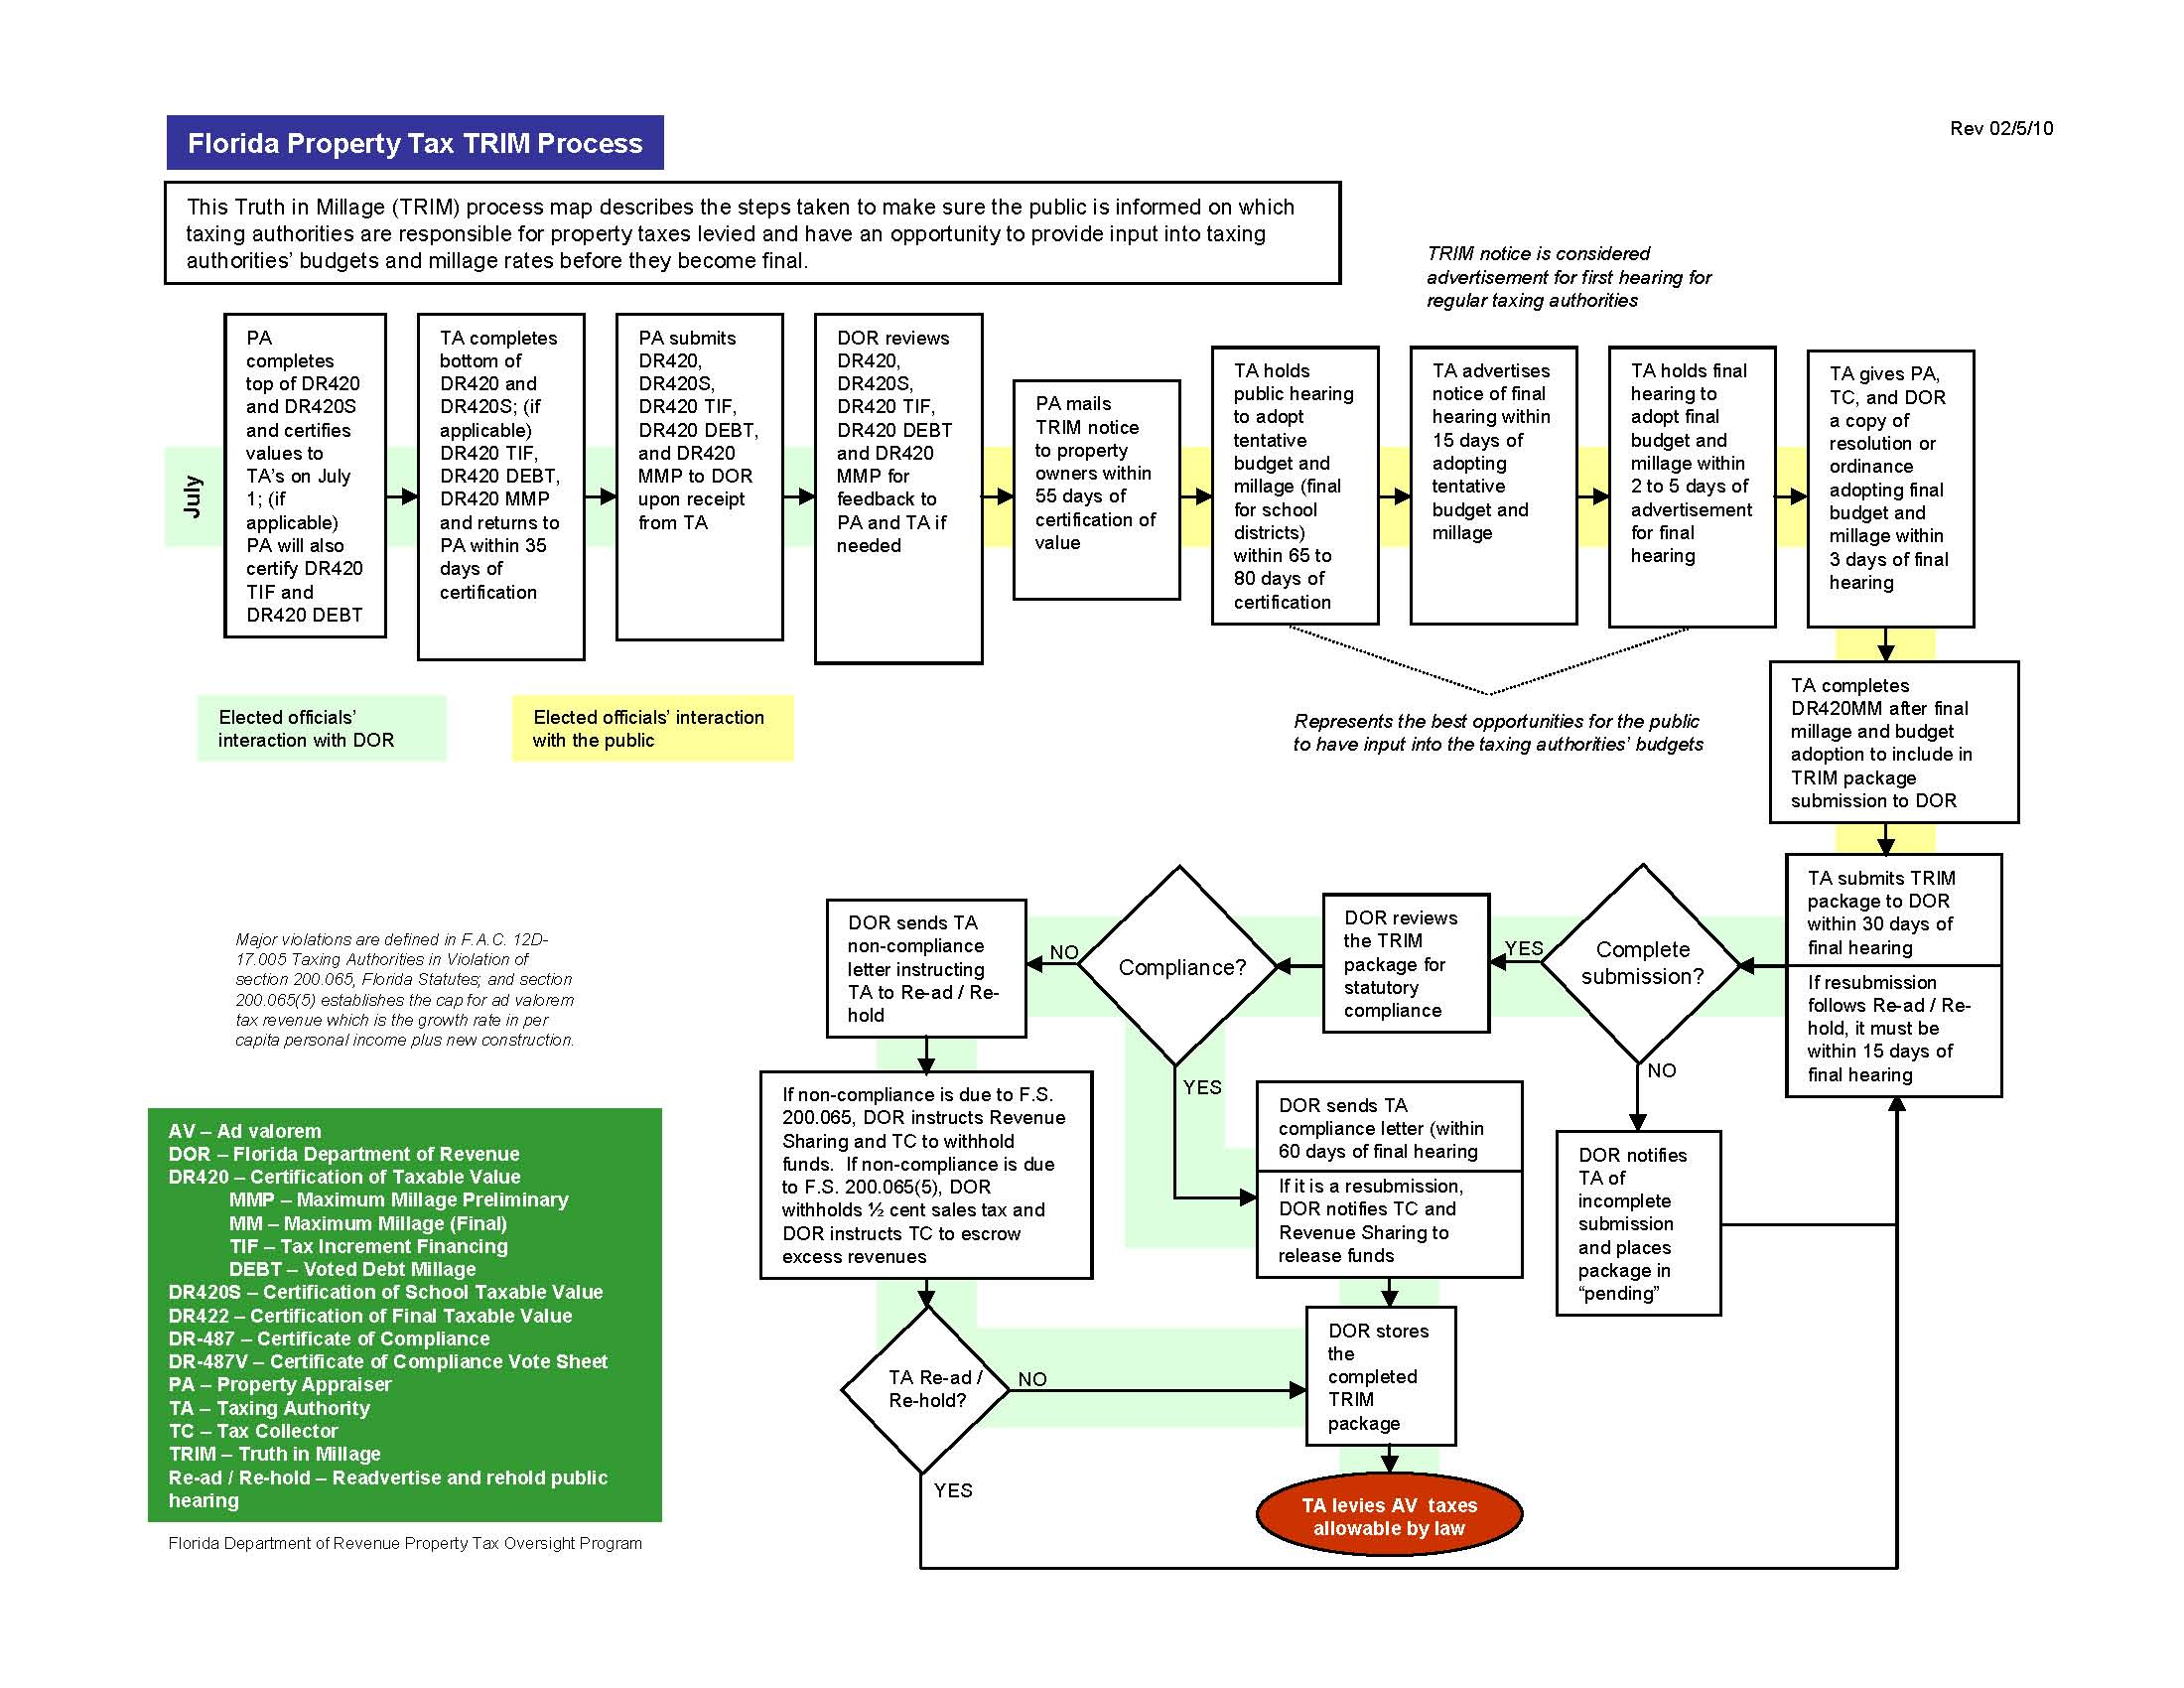 Florida Property Tax TRIM Process
Rev 02/5/10
This Truth in Millage (TRIM) process map describes the steps taken to make sure the public is informed on which
taxing authorities are responsible for property taxes levied and have an opportunity to provide input into taxing
authorities' budgets and millage rates before they become final.
TRIM notice is considered
advertisement for first hearing for
regular taxing authorities
July
PA
completes
top of DR420
and DR420S
and certifies
values to
TA's on July
1; (if
applicable)
PA will also
certify DR420
TIF and
DR420 DEBT
TA completes
bottom of
DR420 and
DR420S; (if
applicable)
DR420 TIF,
DR420 DEBT,
DR420 MMP
and returns to
PA within 35
days of
certification
PA submits
DR420,
DR420S,
DR420 TIF,
DR420 DEBT,
and DR420
MMP to DOR
upon receipt
from TA
DOR reviews
DR420,
DR420S,
DR420 TIF,
DR420 DEBT
and DR420
MMP for
feedback to
PA and TA if
needed
PA mails
TRIM notice
to property
owners within
55 days of
certification of
value
TA holds
public hearing
to adopt
tentative
budget and
millage (final
for school
districts)
within 65 to
80 days of
certification
TA advertises
notice of final
hearing within
15 days of
adopting
tentative
budget and
millage
TA holds final
hearing to
adopt final
budget and
millage within
2 to 5 days of
advertisement
for final
hearing
TA gives PA,
TC, and DOR
a copy of
resolution or
ordinance
adopting final
budget and
millage within
3 days of final
hearing
Elected officials'
interaction with DOR
Elected officials' interaction
with the public
Represents the best opportunities for the public
to have input into the taxing authorities' budgets
TA completes
DR420MM after final
millage and budget
adoption to include in
TRIM package
submission to DOR
TA submits TRIM
package to DOR
within 30 days of
final hearing
If resubmission
follows Re-ad / Re-
hold, it must be
within 15 days of
final hearing
Complete
submission?
YES
NO
DOR reviews
the TRIM
package for
statutory
compliance
Compliance?
NO
YES
DOR sends TA
non-compliance
letter instructing
TA to Re-ad / Re-
hold
Major violations are defined in F.A.C. 12D-
17.005 Taxing Authorities in Violation of
section 200.065, Florida Statutes; and section
200.065(5) establishes the cap for ad valorem
tax revenue which is the growth rate in per
capita personal income plus new construction.
If non-compliance is due to F.S.
200.065, DOR instructs Revenue
Sharing and TC to withhold
funds. If non-compliance is due
to F.S. 200.065(5), DOR
withholds ½ cent sales tax and
DOR instructs TC to escrow
excess revenues
DOR sends TA
compliance letter (within
60 days of final hearing
If it is a resubmission,
DOR notifies TC and
Revenue Sharing to
release funds
DOR notifies
TA of
incomplete
submission
and places
package in
“pending”
TA Re-ad /
Re-hold?
NO
YES
DOR stores
the
completed
TRIM
package
TA levies AV taxes
allowable by law
AV – Ad valorem
DOR – Florida Department of Revenue
DR420 – Certification of Taxable Value
MMP – Maximum Millage Preliminary
MM – Maximum Millage (Final)
TIF – Tax Increment Financing
DEBT – Voted Debt Millage
DR420S – Certification of School Taxable Value
DR422 – Certification of Final Taxable Value
DR-487 – Certificate of Compliance
DR-487V – Certificate of Compliance Vote Sheet
PA – Property Appraiser
TA – Taxing Authority
TC – Tax Collector
TRIM – Truth in Millage
Re-ad / Re-hold – Readvertise and rehold public
hearing
Florida Department of Revenue Property Tax Oversight Program